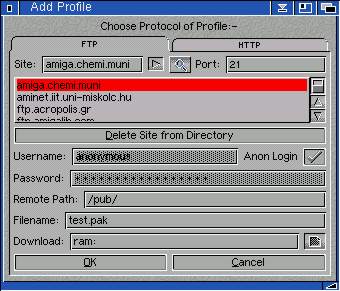 Add Profile
Choose Protocol of Profile:-
FTP
HTTP
Site: amiga.chemi.muni Port: 21
amiga.chemi.muni
aminet.iit.uni-miskolc.hu
ftp.acropolis.gr
ftp.amigalib.com
Delete Site from Directory
Username: anonymous Anon Login
Password: ****************
Remote Path: /pub/
Filename: test.pak
Download: ram:
OK Cancel